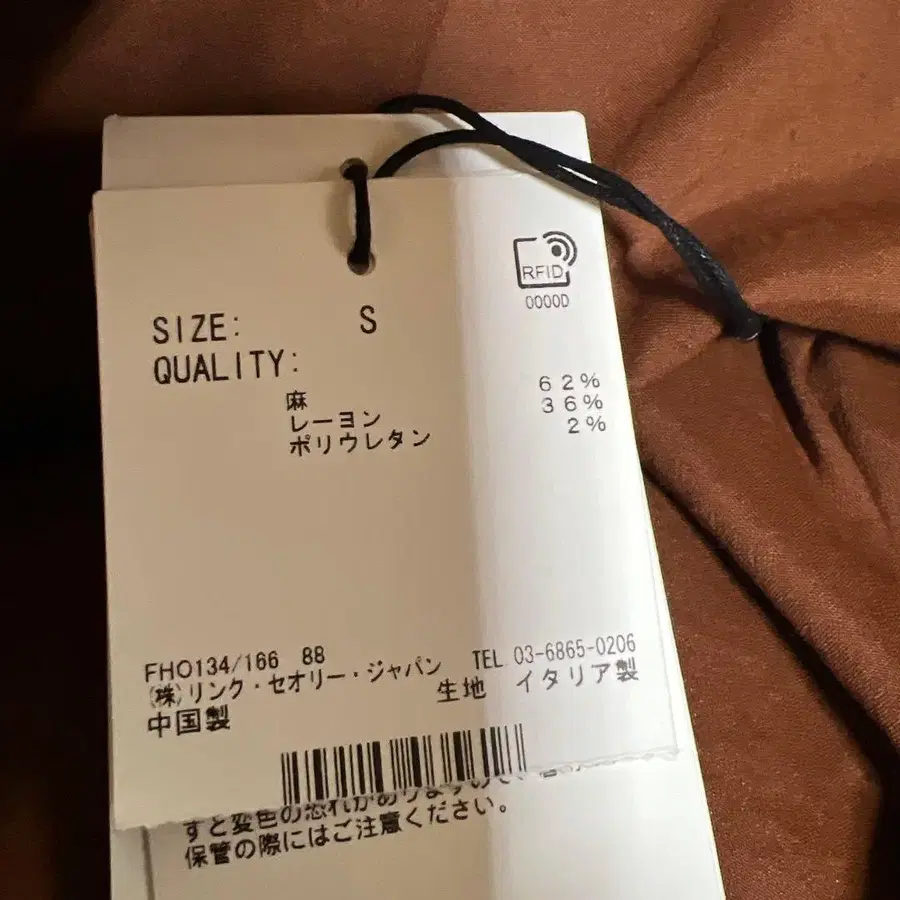 RFID
0000D
SIZE: S
QUALITY:
麻 62%
レーヨン 36%
ポリウレタン 2%
FHO134/166 88 TEL 03-6865-0206
(株)リンク・セオリー・ジャパン 生地 イタリア製
中国製
すと変色の恐れがありますので、
保管の際にはご注意ください。